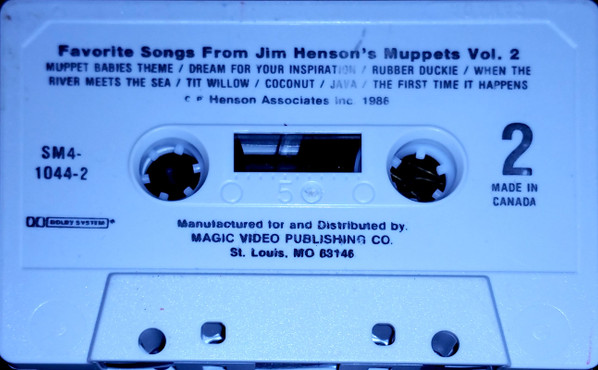 Favorite Songs From Jim Henson's Muppets Vol. 2
MUPPET BABIES THEME / DREAM FOR YOUR INSPIRATION / RUBBER DUCKIE / WHEN THE
RIVER MEETS THE SEA / TIT WILLOW / COCONUT / JAVA / THE FIRST TIME IT HAPPENS
Henson Associates Inc. 1986
SM4-
1044-2
2
MADE IN
CANADA
50
DOLBY SYSTEM
Manufactured for and Distributed by.
MAGIC VIDEO PUBLISHING CO.
St. Louis, MO 63146